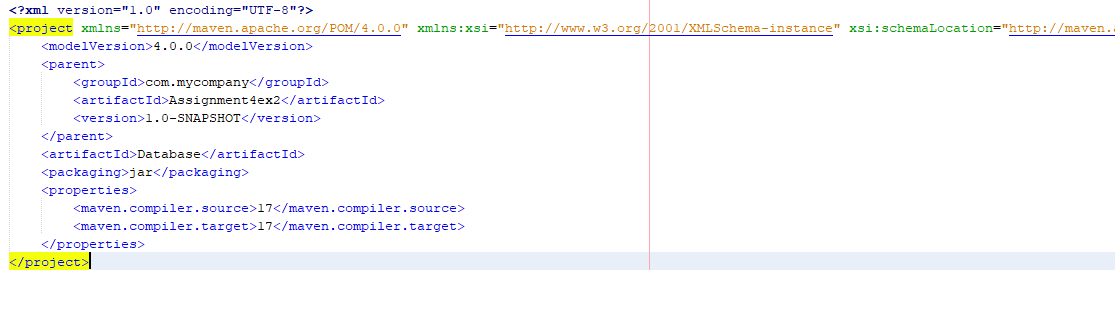 <?xml version="1.0" encoding="UTF-8"?>
<project xmlns="http://maven.apache.org/POM/4.0.0" xmlns:xsi="http://www.w3.org/2001/XMLSchema-instance" xsi:schemaLocation="http://maven.
<modelVersion>4.0.0</modelVersion>
<parent>
<groupId>com.mycompany</groupId>
<artifactId>Assignment4ex2</artifactId>
<version>1.0-SNAPSHOT</version>
</parent>
<artifactId>Database</artifactId>
<packaging>jar</packaging>
<properties>
<maven.compiler.source>17</maven.compiler.source>
<maven.compiler.target>17</maven.compiler.target>
</properties>
</project>